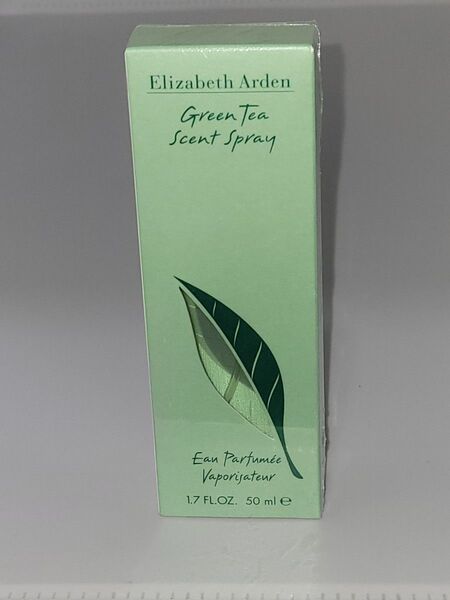 Elizabeth Arden
Green Tea
Scent Spray
Eau Parfumée
Vaporisateur
1.7 FL.OZ. 50 ml ℮